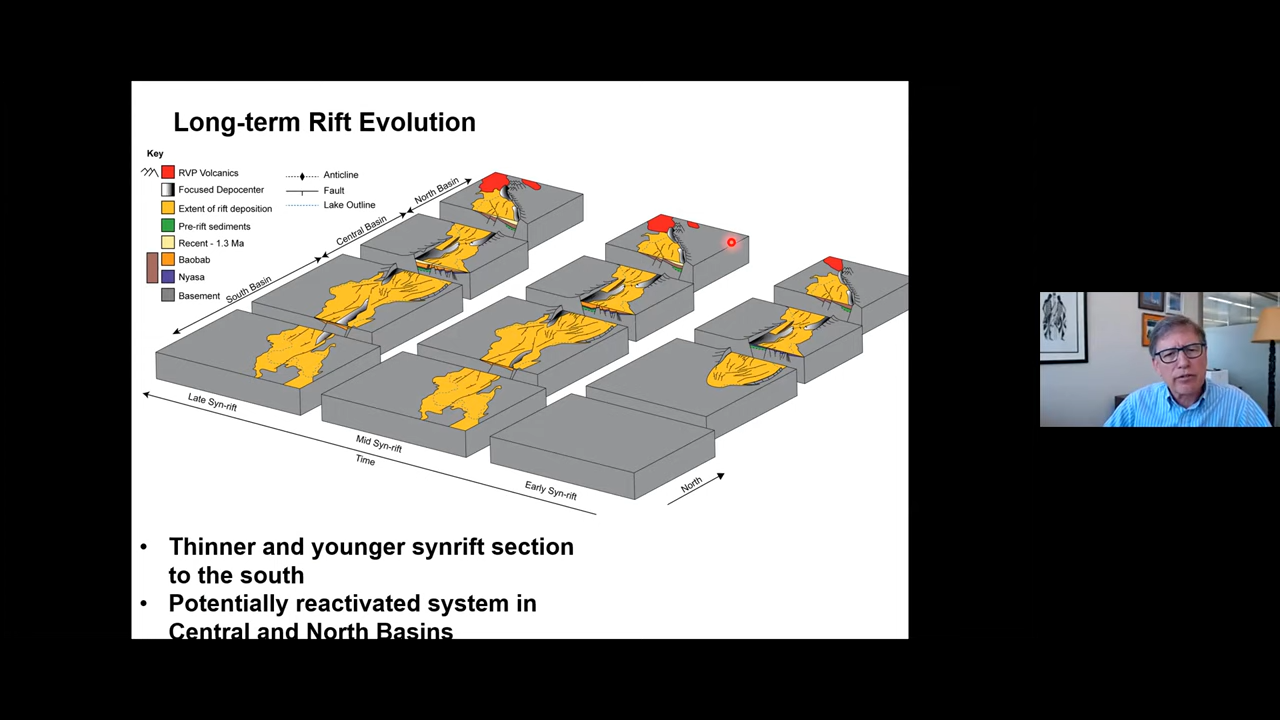 Long-term Rift Evolution
Key
RVP Volcanics
Focused Depocenter
Extent of rift deposition
Pre-rift sediments
Recent - 1.3 Ma
Baobab
Nyasa
Basement
Anticline
Fault
Lake Outline
North Basin
Central Basin
South Basin
Late Syn-rift
Mid Syn-rift
Time
Early Syn-rift
North
• Thinner and younger synrift section
to the south
• Potentially reactivated system in
Central and North Basins